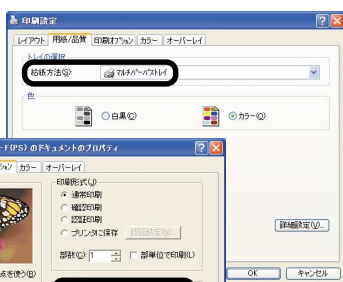 印刷設定
レイアウト 用紙/品質 印刷オプション カラー オーバーレイ
トレイの選択
給紙方法(S): マルチパーパストレイ
色
白黒(L) カラー(O)
F(PS) のドキュメントのプロパティ
カラー オーバーレイ
印刷形式(J)
通常印刷
確認印刷
認証印刷
プリンタに保存 認証設定(W)...
部数(C): 1 部単位で印刷(L)
点を使う(B)
詳細設定(V)...
OK キャンセル